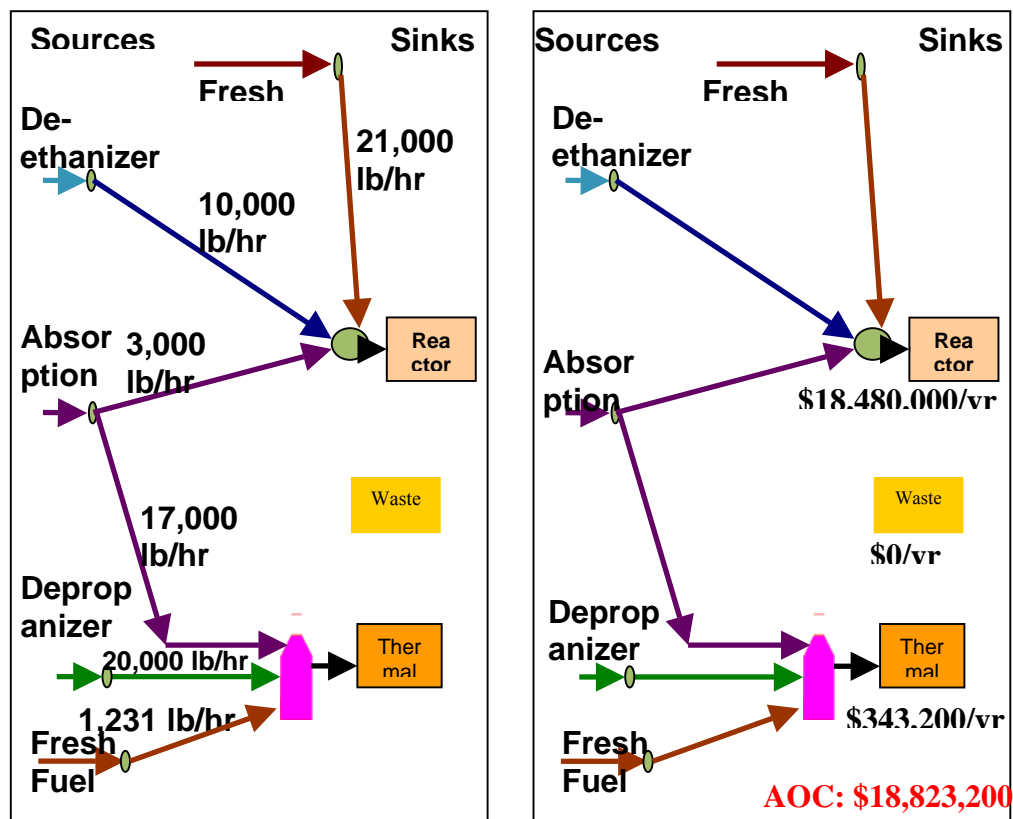 Sources
Sinks
Fresh
De-
ethanizer
21,000
lb/hr
10,000
lb/hr
Absor
ption
3,000
lb/hr
Rea
ctor
Waste
17,000
lb/hr
Deprop
anizer
20,000 lb/hr
Ther
mal
1,231 lb/hr
Fresh
Fuel
Sources
Sinks
Fresh
De-
ethanizer
Absor
ption
Rea
ctor
$18,480,000/yr
Waste
$0/yr
Deprop
anizer
Ther
mal
$343,200/yr
Fresh
Fuel
AOC: $18,823,200